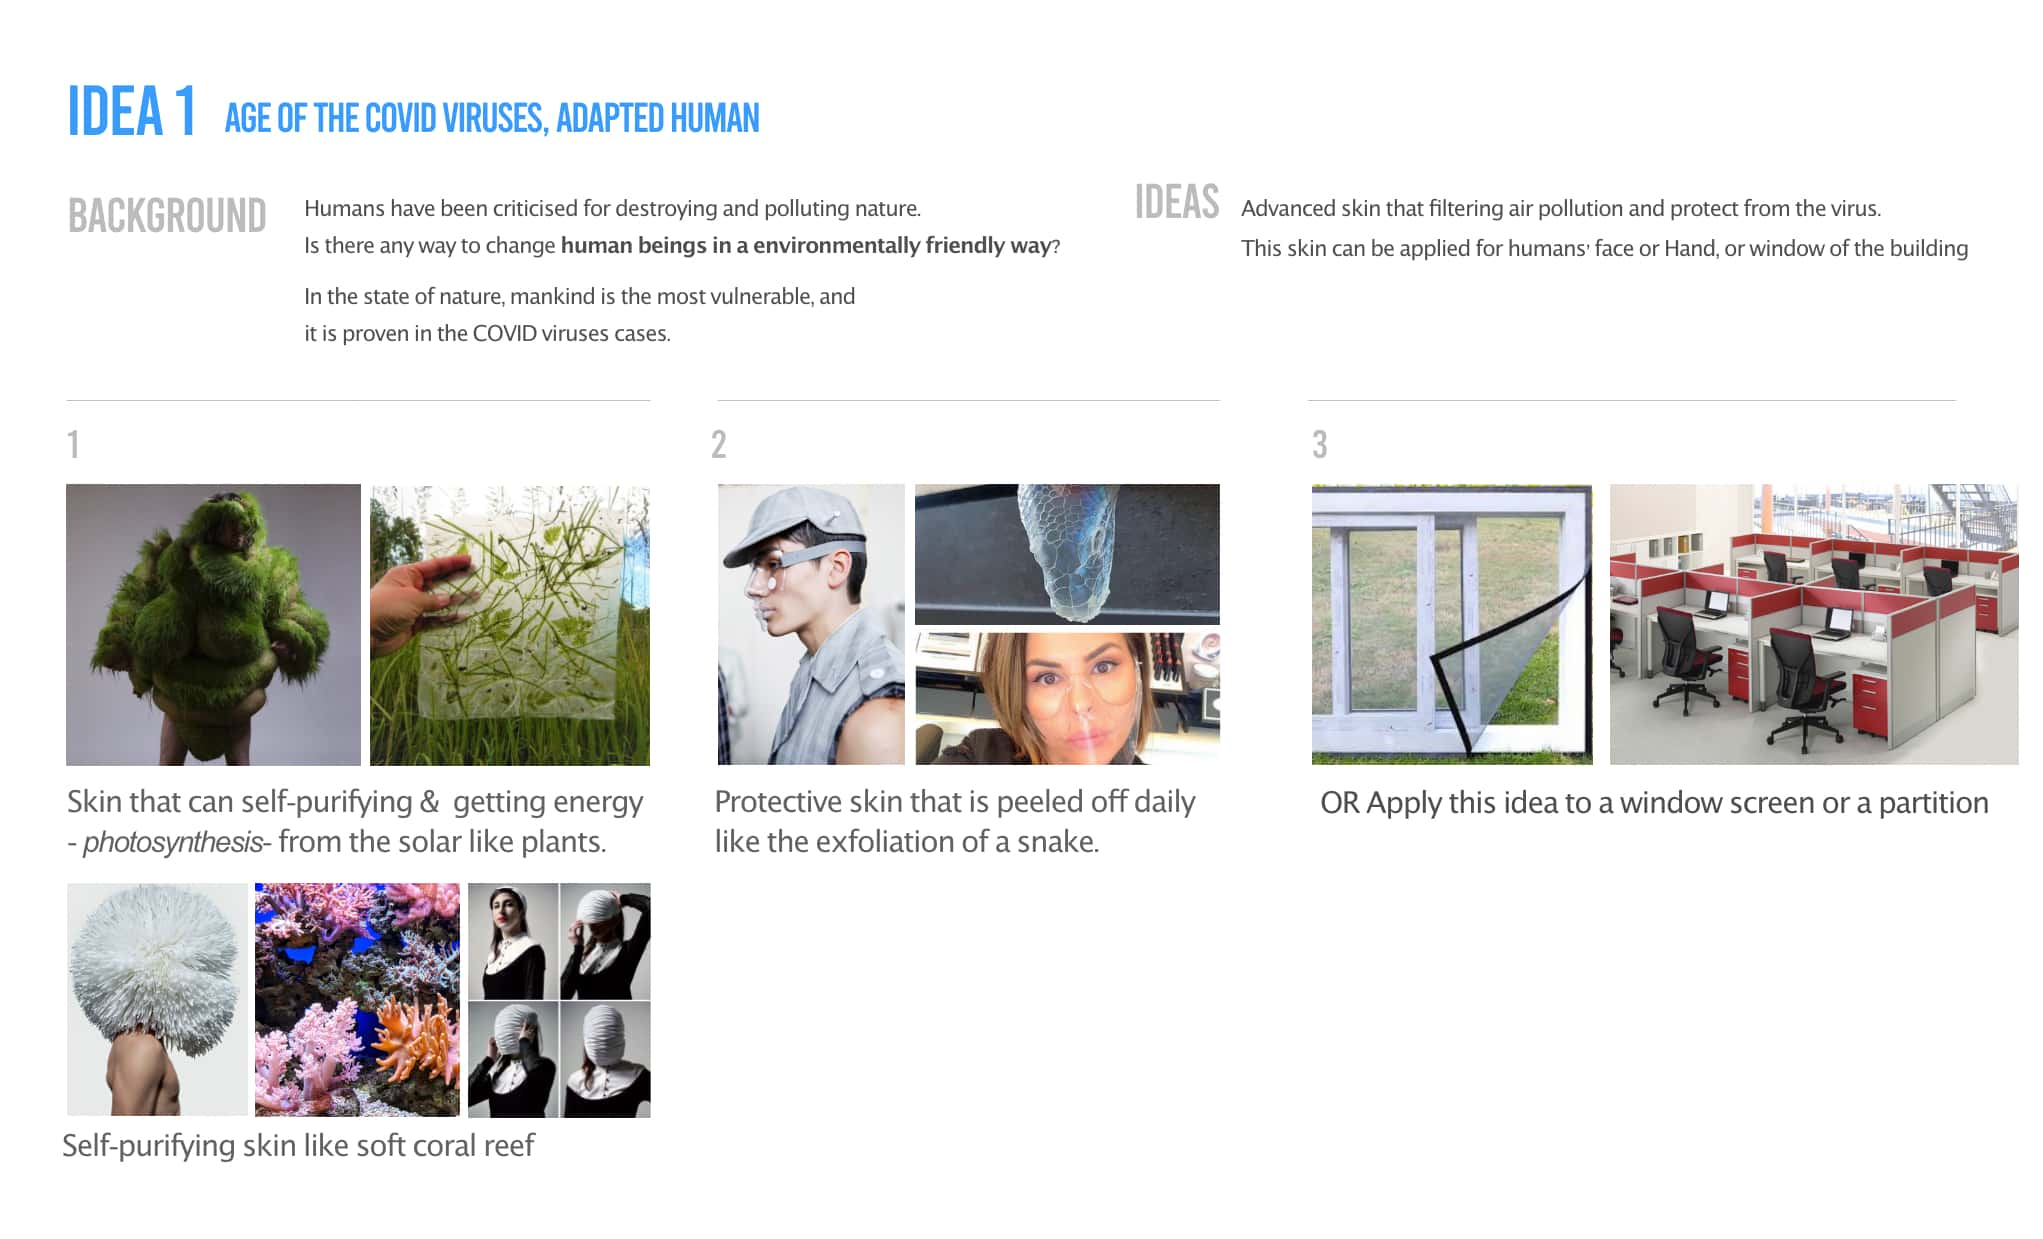 IDEA 1 AGE OF THE COVID VIRUSES, ADAPTED HUMAN
BACKGROUND
Humans have been criticised for destroying and polluting nature.
Is there any way to change human beings in a environmentally friendly way?
In the state of nature, mankind is the most vulnerable, and
it is proven in the COVID viruses cases.
IDEAS
Advanced skin that filtering air pollution and protect from the virus.
This skin can be applied for humans' face or Hand, or window of the building
1
Skin that can self-purifying & getting energy
- photosynthesis- from the solar like plants.
Self-purifying skin like soft coral reef
2
Protective skin that is peeled off daily
like the exfoliation of a snake.
3
OR Apply this idea to a window screen or a partition